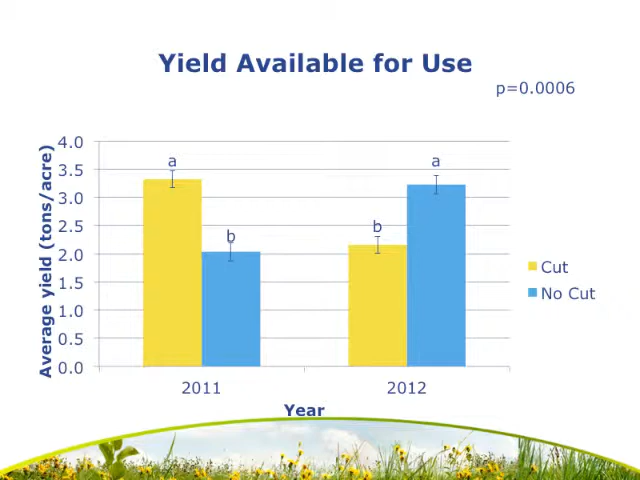 Yield Available for Use
p=0.0006
Average yield (tons/acre)
4.0
3.5
3.0
2.5
2.0
1.5
1.0
0.5
0.0
a
b
b
a
Cut
No Cut
2011
2012
Year